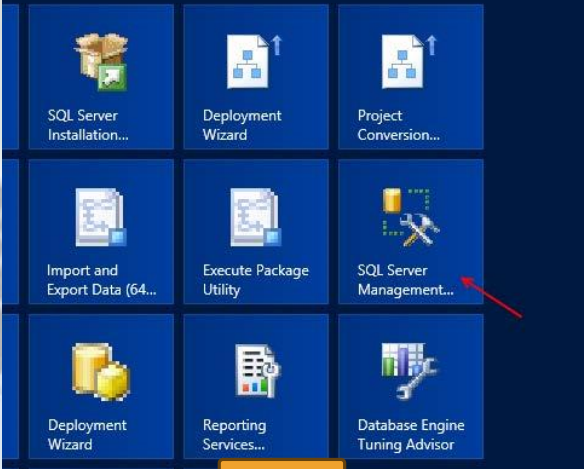 SQL Server
Installation...
Deployment
Wizard
Project
Conversion...
Import and
Export Data (64...
Execute Package
Utility
SQL Server
Management...
Deployment
Wizard
Reporting
Services...
Database Engine
Tuning Advisor